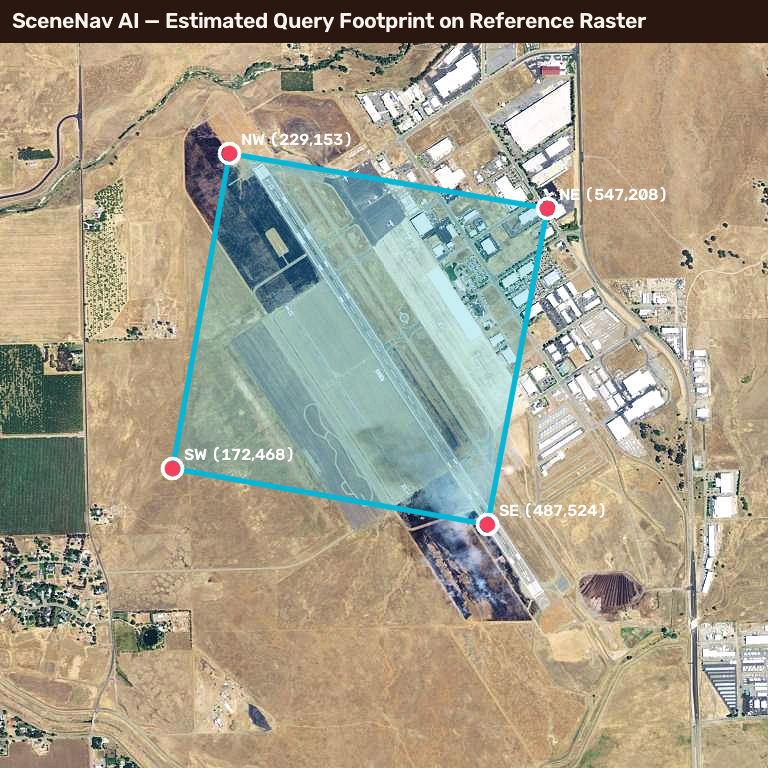 SceneNav AI — Estimated Query Footprint on Reference Raster
NW (229,153)
NE (547,208)
SW (172,468)
SE (487,524)